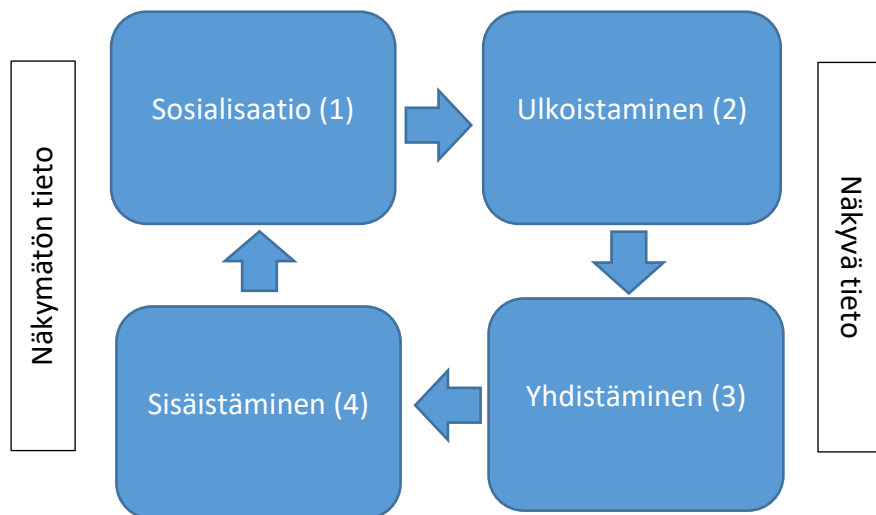 Näkymätön tieto
Sosialisaatio (1)
Ulkoistaminen (2)
Näkyvä tieto
Sisäistäminen (4)
Yhdistäminen (3)